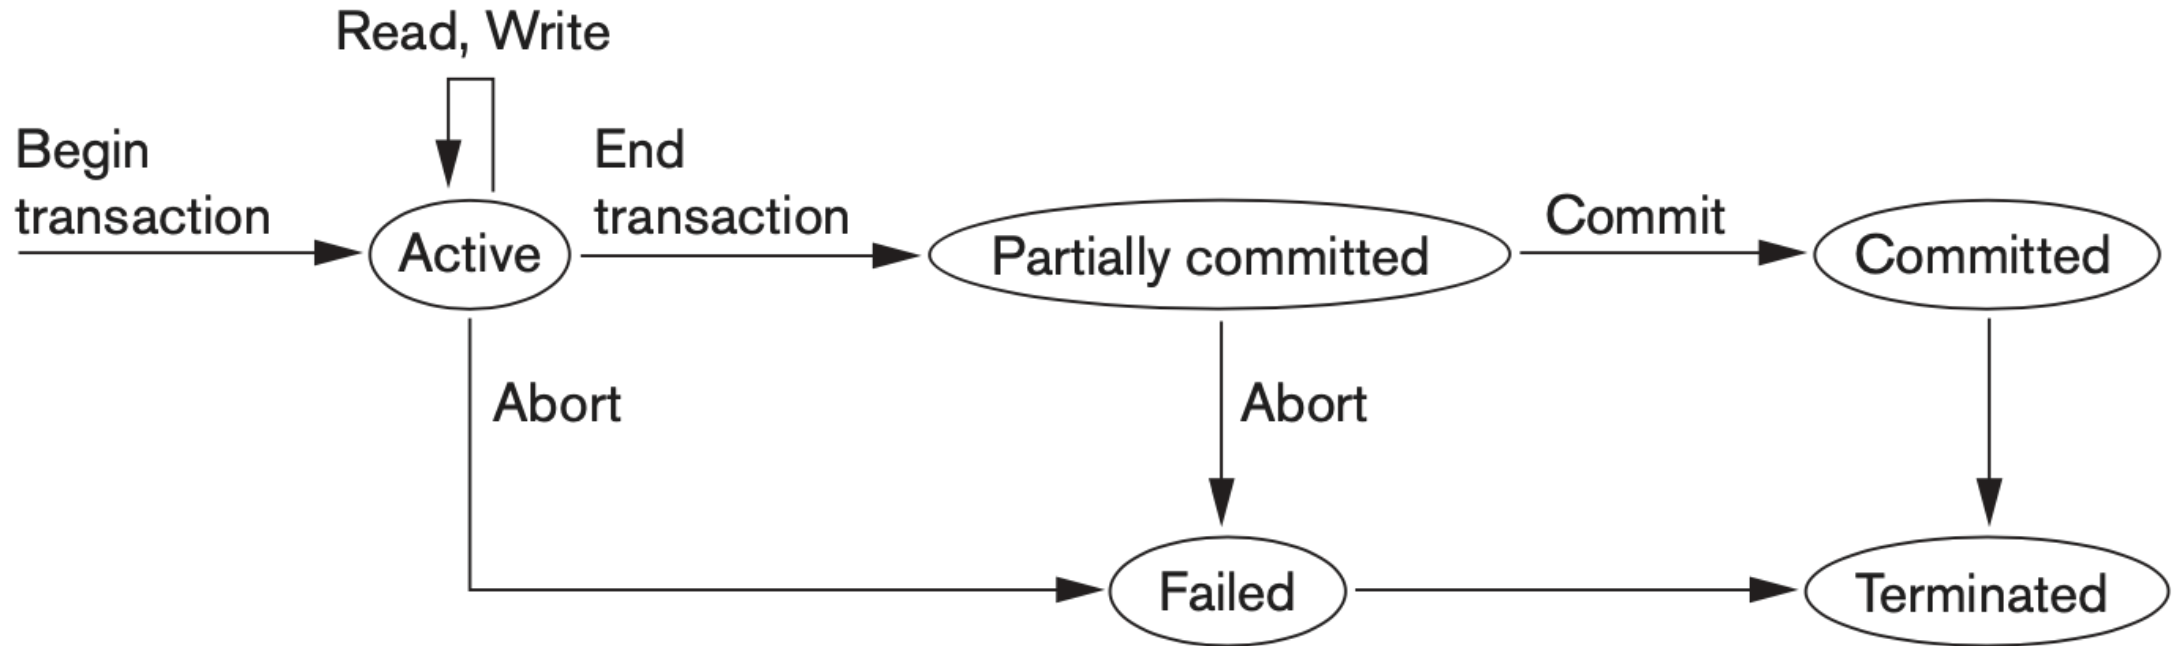 Read, Write
Begin
transaction
End
transaction
Active
Partially committed
Commit
Committed
Abort
Abort
Failed
Terminated